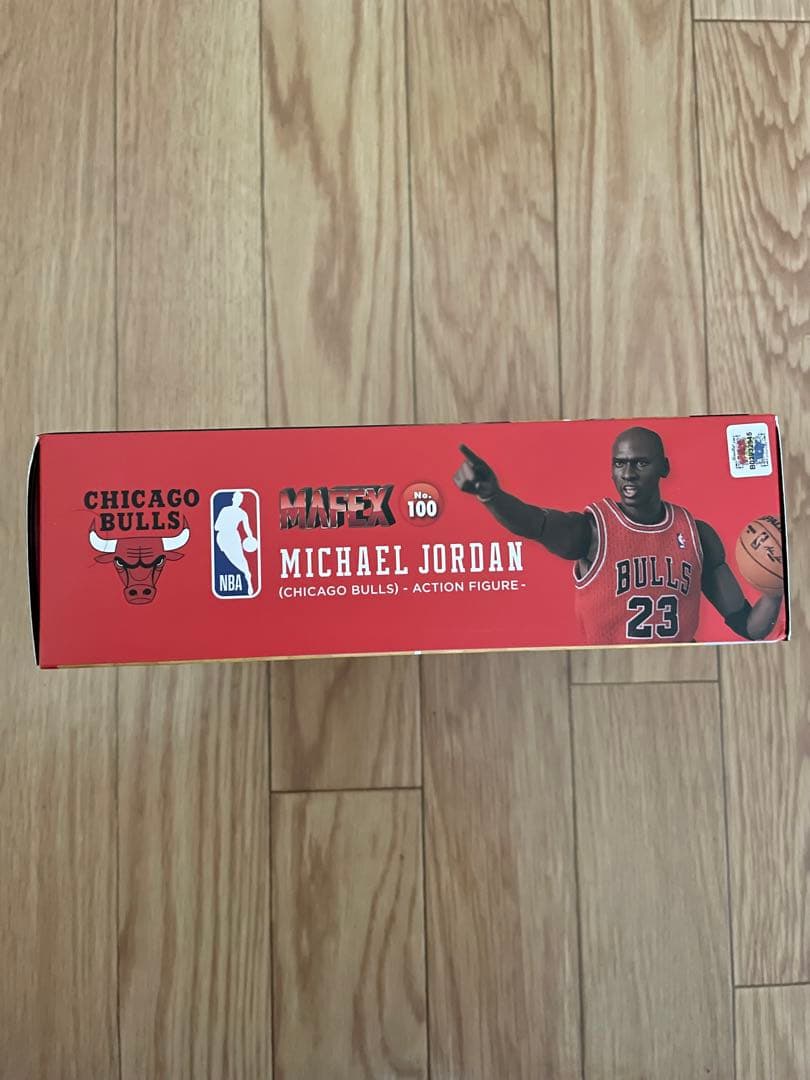 CHICAGO
BULLS
NBA
MAFEX
No.
100
MICHAEL JORDAN
(CHICAGO BULLS) - ACTION FIGURE -
BULLS
23